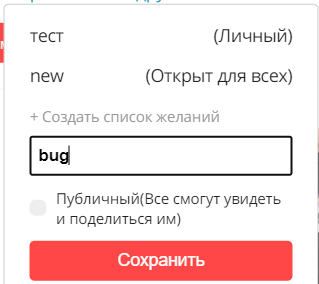 тест (Личный)
new (Открыт для всех)
+ Создать список желаний
bug
Публичный(Все смогут увидеть
и поделиться им)
Сохранить